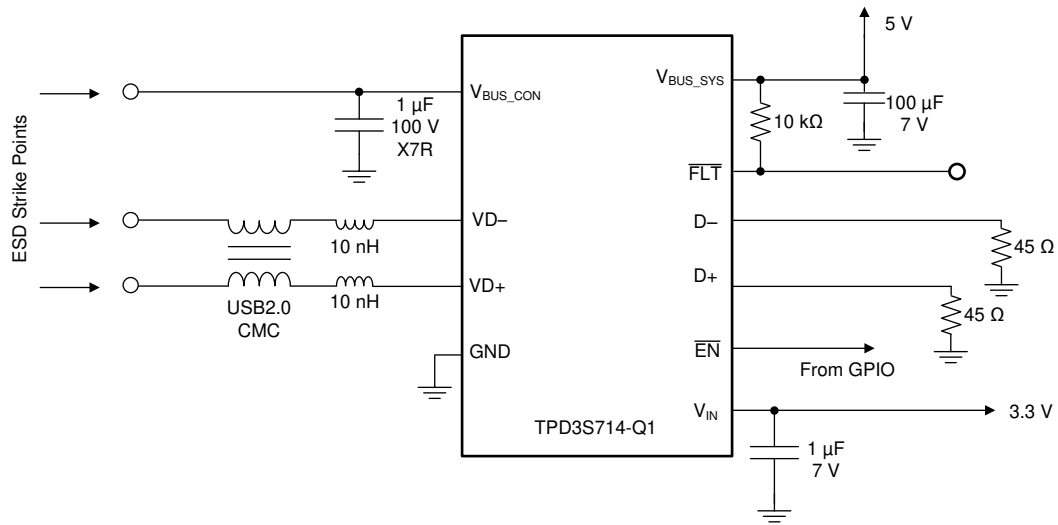 5 V
V_BUS_CON
V_BUS_SYS
1 µF
100 V
X7R
100 µF
7 V
10 kΩ
FLT
ESD Strike Points
VD–
D–
10 nH
45 Ω
VD+
D+
10 nH
USB2.0
CMC
45 Ω
GND
EN
From GPIO
V_IN
3.3 V
TPD3S714-Q1
1 µF
7 V